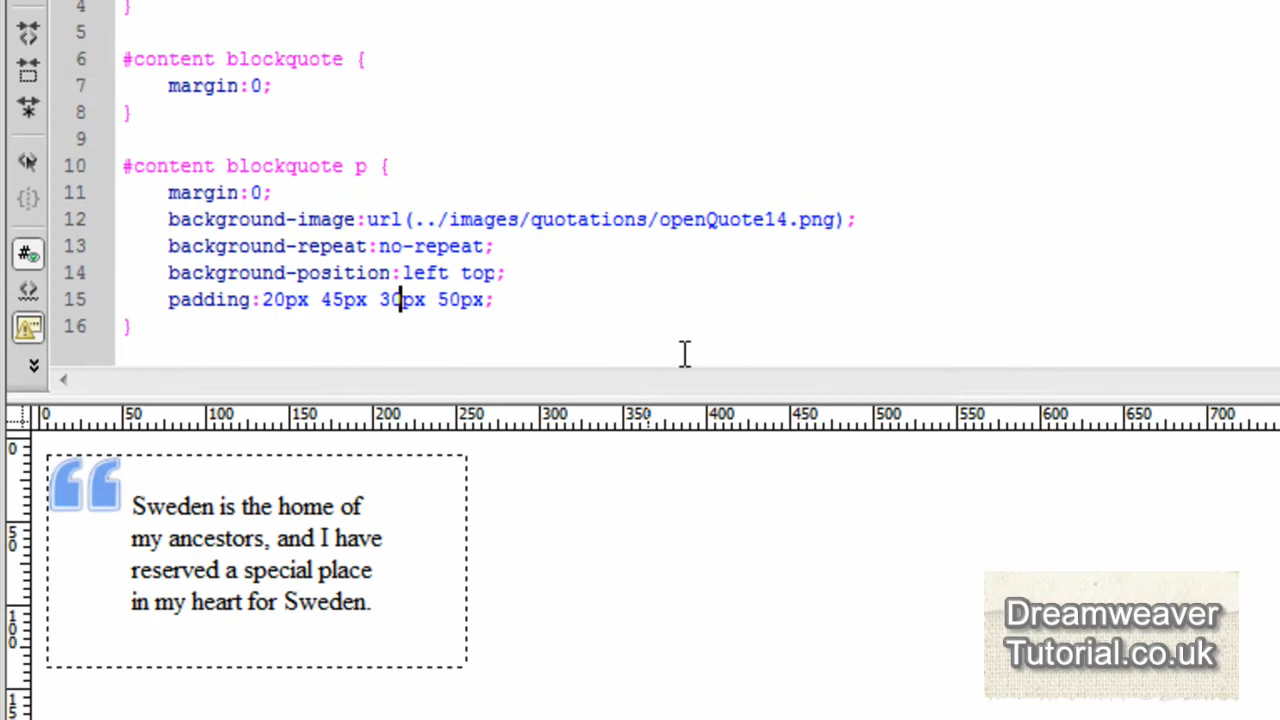 4 }
5
6 #content blockquote {
7 margin:0;
8 }
9
10 #content blockquote p {
11 margin:0;
12 background-image:url(../images/quotations/openQuote14.png);
13 background-repeat:no-repeat;
14 background-position:left top;
15 padding:20px 45px 30px 50px;
16 }
0 50 100 150 200 250 300 350 400 450 500 550 600 650 700
0
50
100
15
Sweden is the home of
my ancestors, and I have
reserved a special place
in my heart for Sweden.
Dreamweaver
Tutorial.co.uk